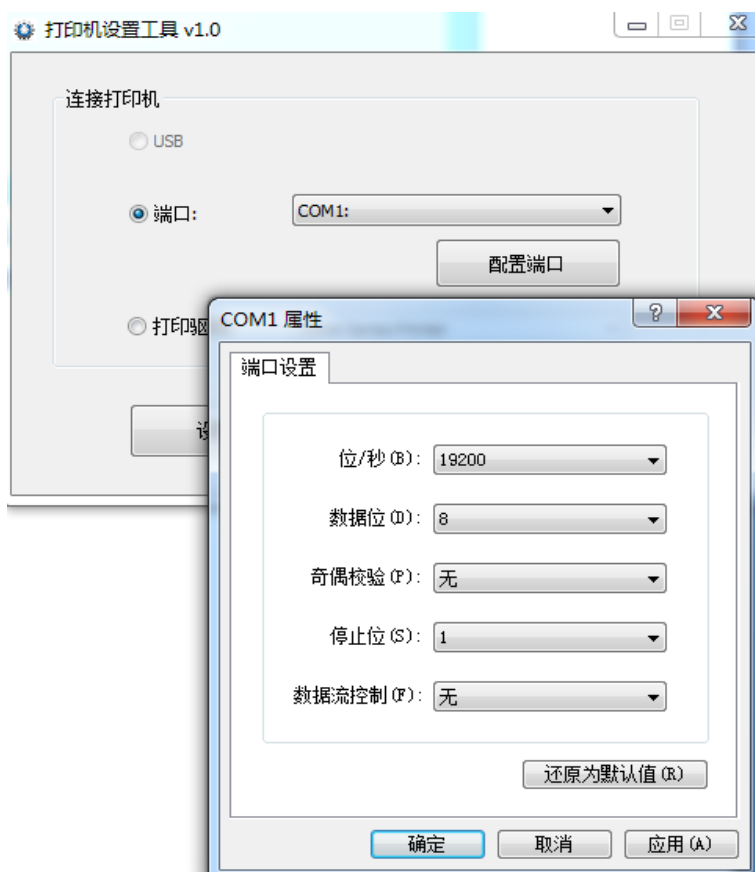 打印机设置工具 v1.0
连接打印机
USB
端口:
COM1:
配置端口
打印驱
COM1 属性
端口设置
位/秒(B):
19200
数据位(D):
8
奇偶校验(P):
无
停止位(S):
1
数据流控制(F):
无
还原为默认值(R)
确定
取消
应用(A)